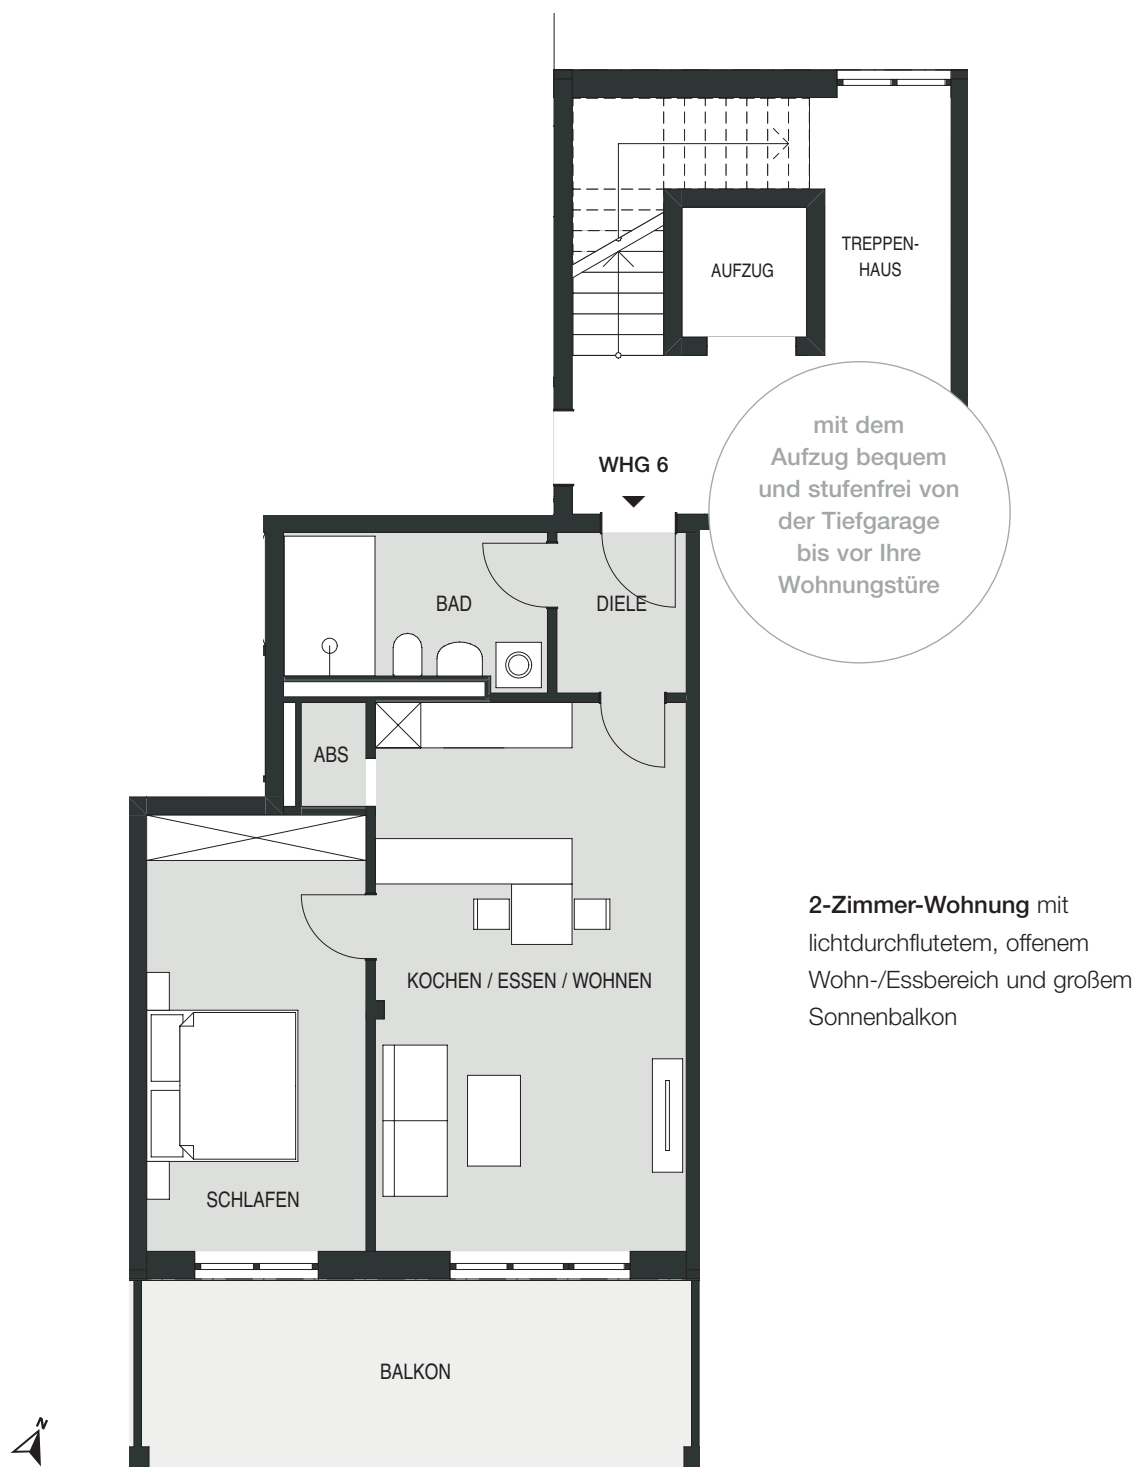 TREPPEN-
HAUS
AUFZUG
mit dem
Aufzug bequem
und stufenfrei von
der Tiefgarage
bis vor Ihre
Wohnungstüre
WHG 6
BAD
DIELE
ABS
2-Zimmer-Wohnung mit
lichtdurchflutetem, offenem
Wohn-/Essbereich und großem
Sonnenbalkon
KOCHEN / ESSEN / WOHNEN
SCHLAFEN
BALKON
N